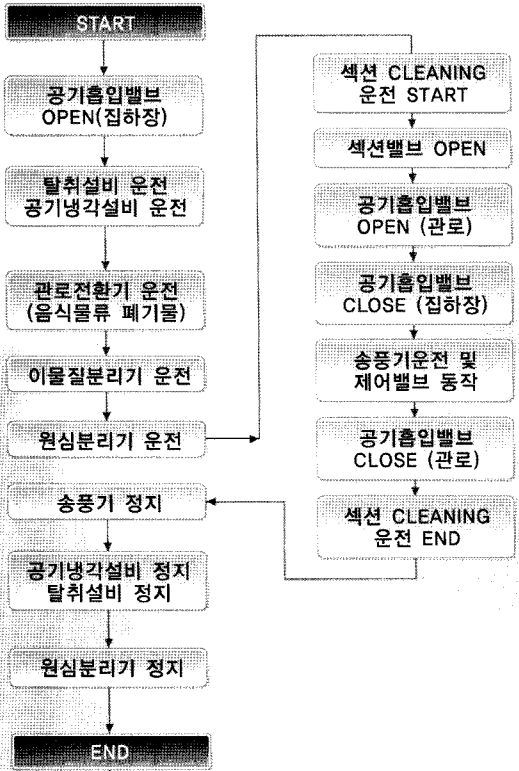 START
공기흡입밸브
OPEN(집하장)
탈취설비 운전
공기냉각설비 운전
관로전환기 운전
(음식물류 폐기물)
이물질분리기 운전
원심분리기 운전
섹션 CLEANING
운전 START
섹션밸브 OPEN
공기흡입밸브
OPEN (관로)
공기흡입밸브
CLOSE (집하장)
송풍기운전 및
제어밸브 동작
공기흡입밸브
CLOSE (관로)
섹션 CLEANING
운전 END
송풍기 정지
공기냉각설비 정지
탈취설비 정지
원심분리기 정지
END